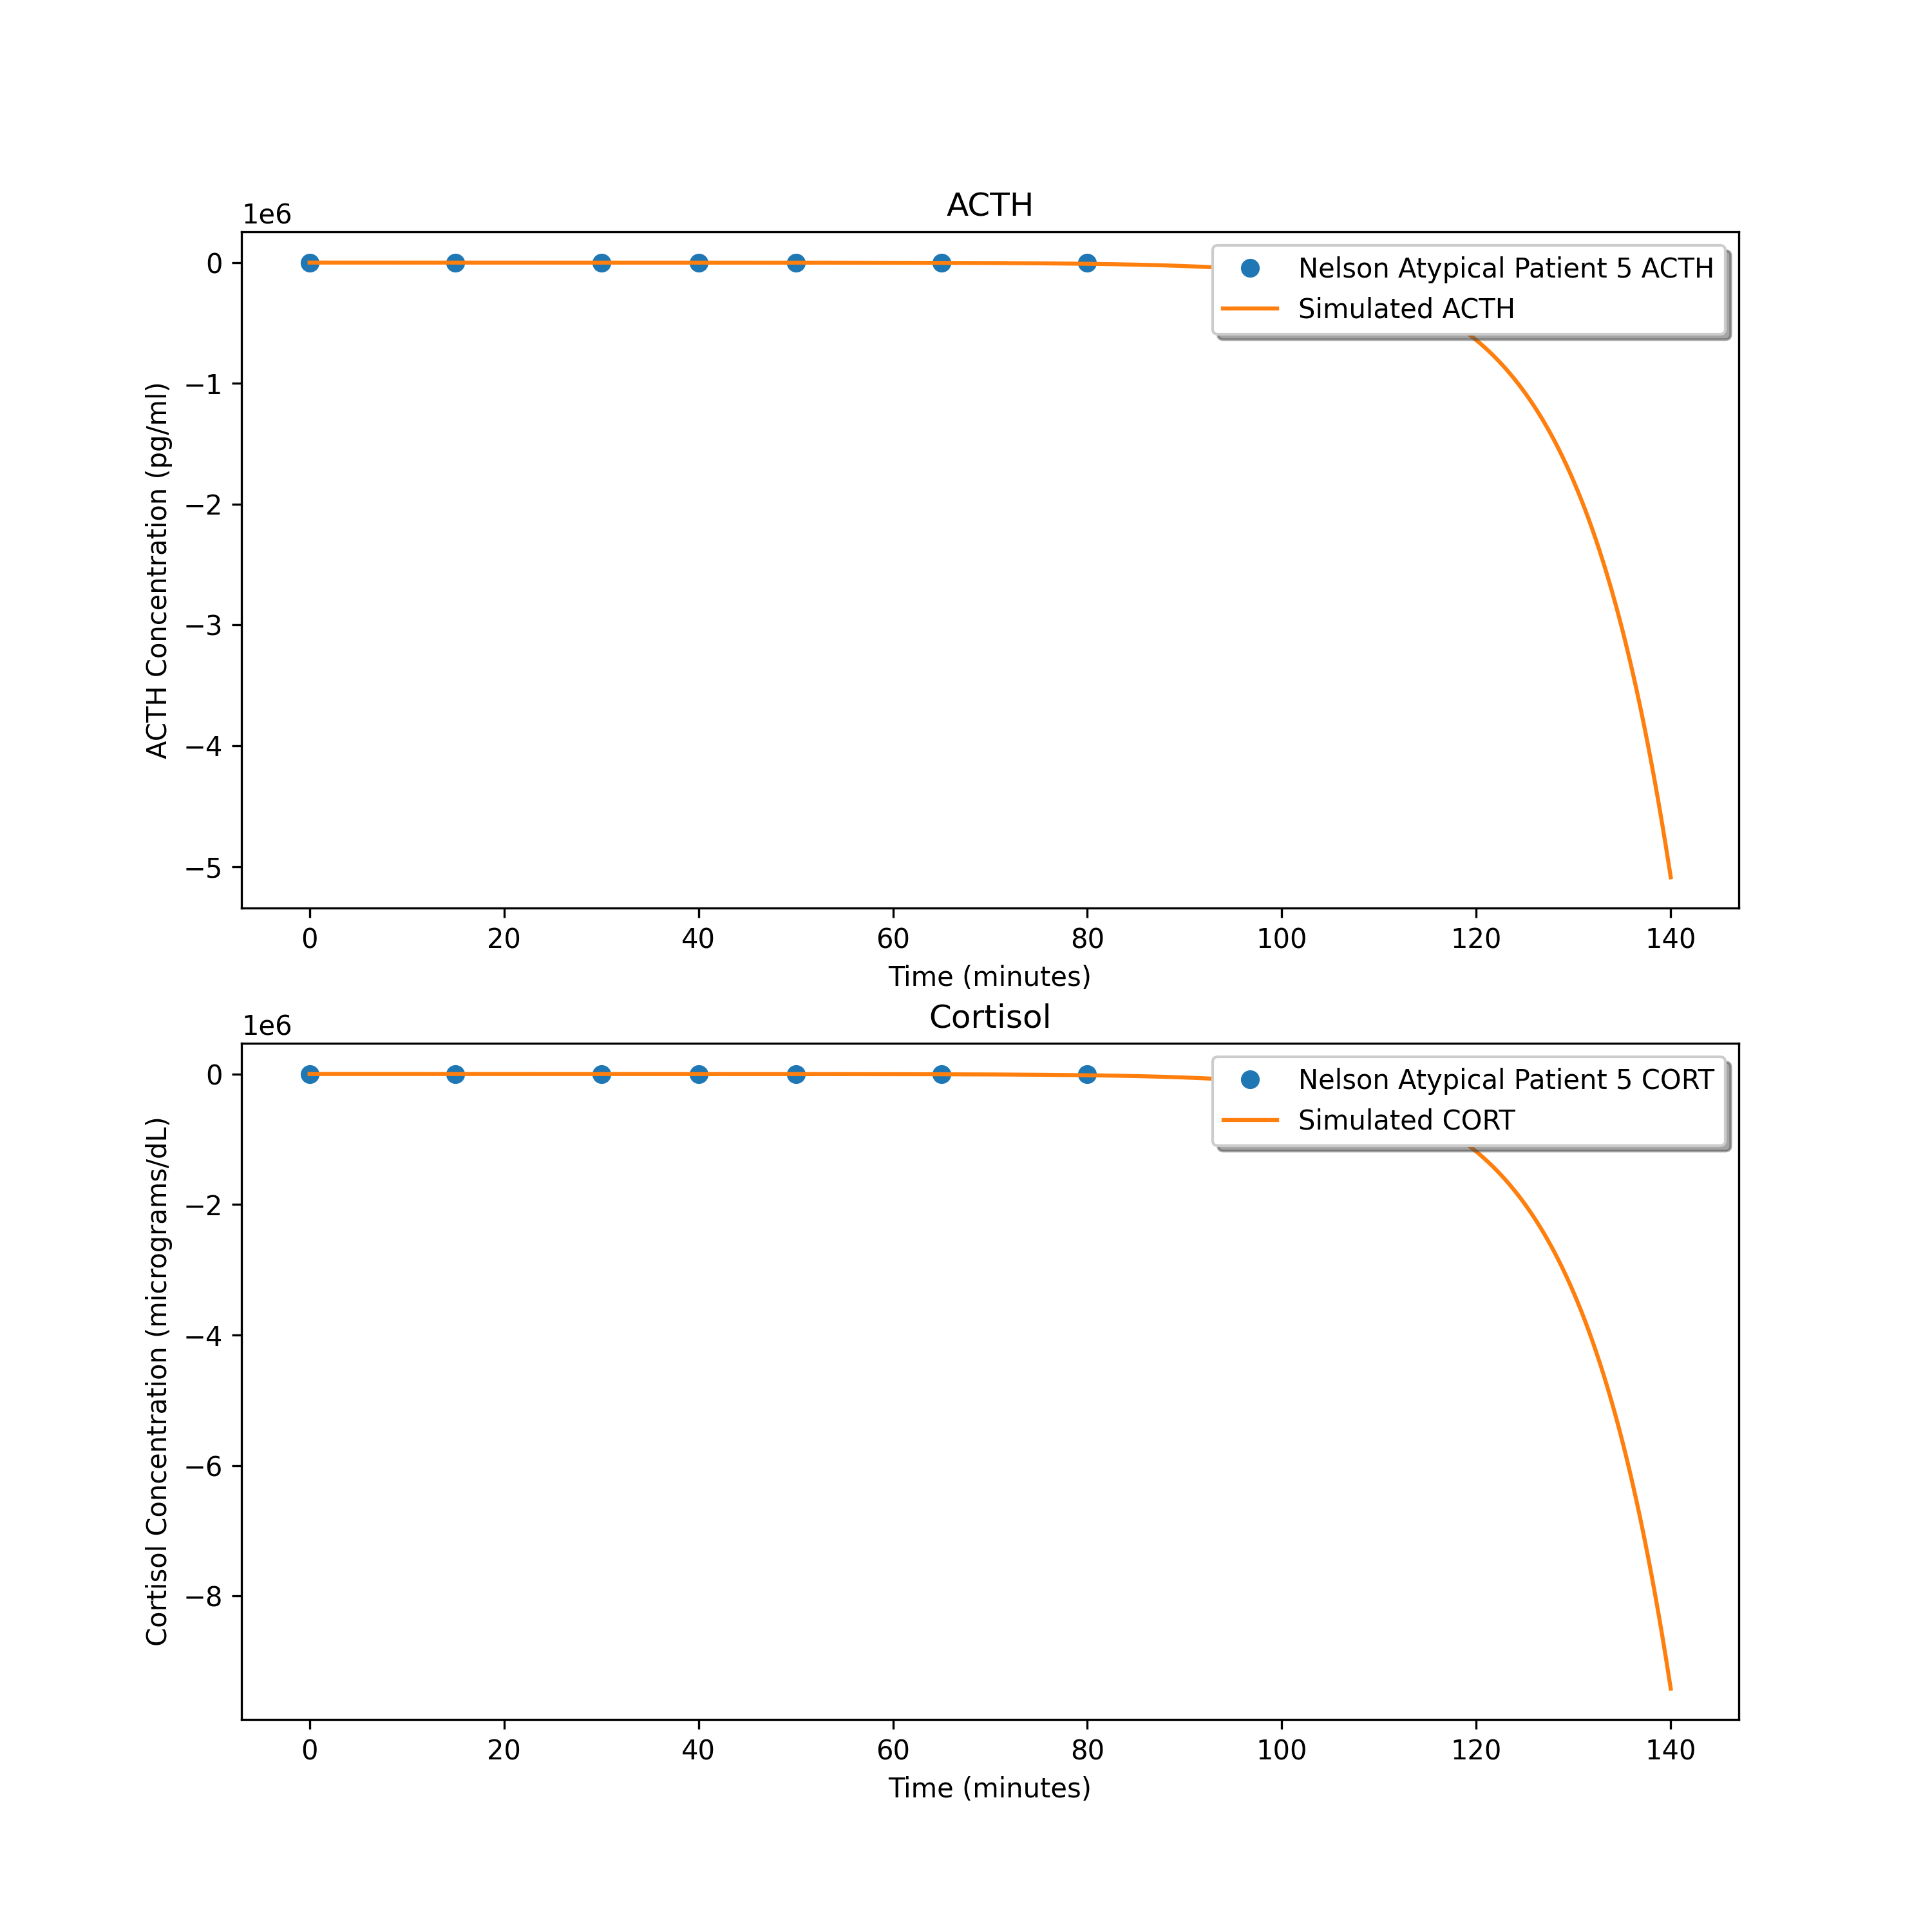 ACTH
1e6
Nelson Atypical Patient 5 ACTH
Simulated ACTH
ACTH Concentration (pg/ml)
0
−1
−2
−3
−4
−5
0 20 40 60 80 100 120 140
Time (minutes)
Cortisol
1e6
Nelson Atypical Patient 5 CORT
Simulated CORT
Cortisol Concentration (micrograms/dL)
0
−2
−4
−6
−8
0 20 40 60 80 100 120 140
Time (minutes)